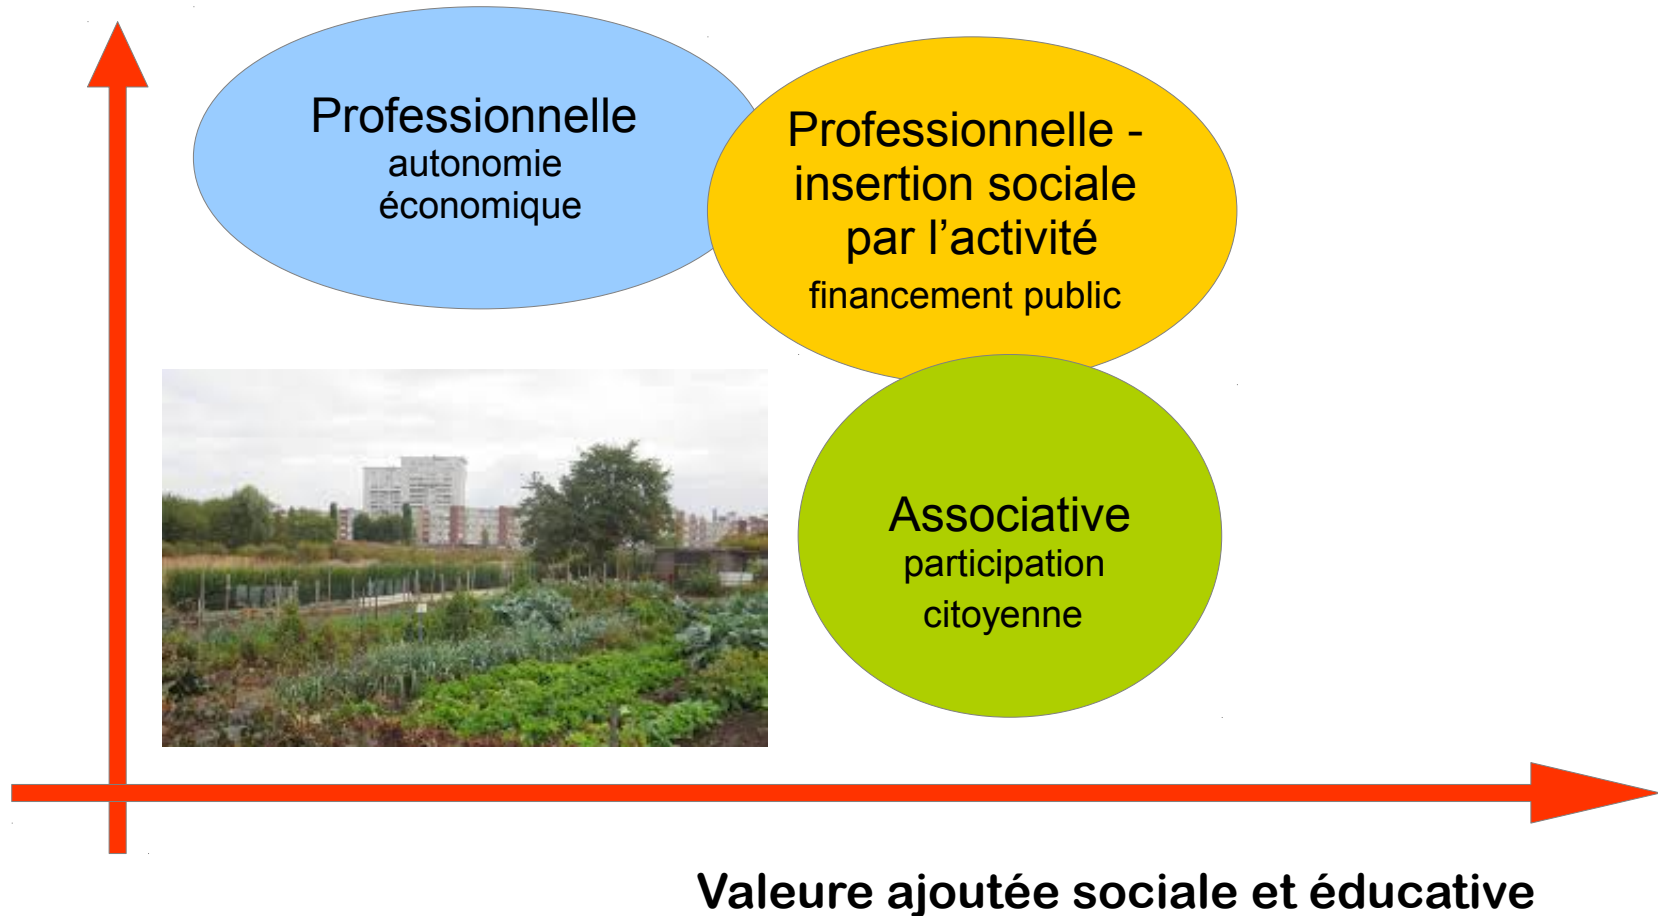 Professionnelle
autonomie
économique
Professionnelle -
insertion sociale
par l’activité
financement public
Associative
participation
citoyenne
Valeure ajoutée sociale et éducative